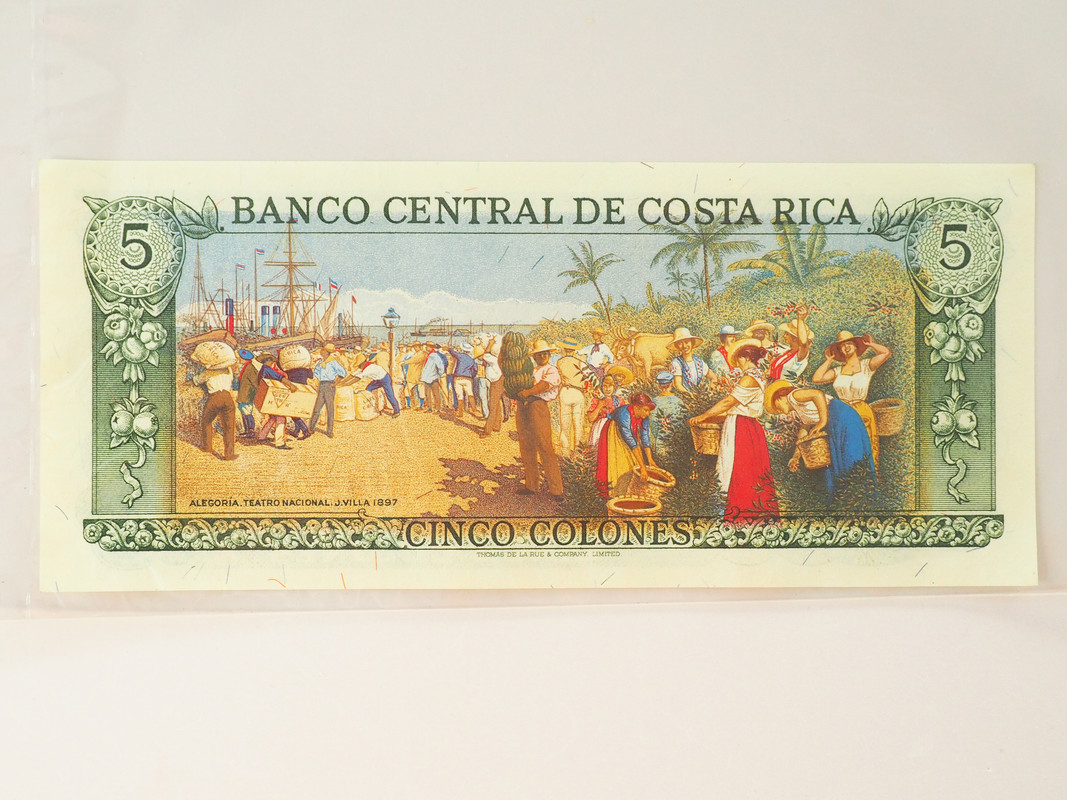 BANCO CENTRAL DE COSTA RICA
5 5
ALEGORÍA, TEATRO NACIONAL. J. VILLA 1897
CINCO COLONES
THOMAS DE LA RUE & COMPANY, LIMITED